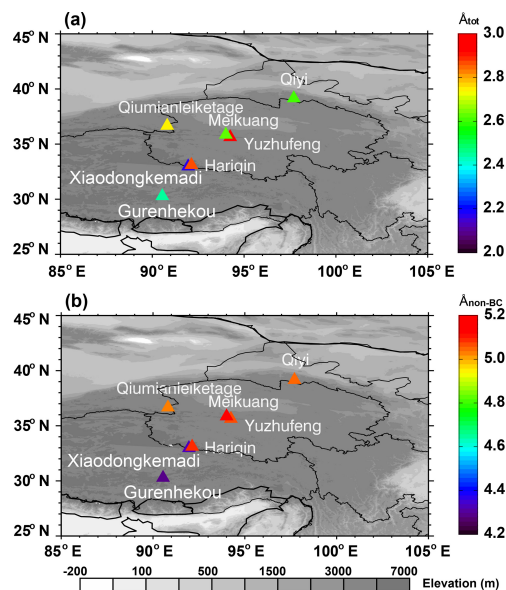 (a)
Åtot
45° N
40° N
35° N
30° N
25° N
Qiyi
Qiumianleiketage
Meikuang
Yuzhufeng
Hariqin
Xiaodongkemadi
Gurenhekou
85° E 90° E 95° E 100° E 105° E
3.0
2.8
2.6
2.4
2.2
2.0
(b)
Ånon-BC
45° N
40° N
35° N
30° N
25° N
Qiyi
Qiumianleiketage
Meikuang
Yuzhufeng
Hariqin
Xiaodongkemadi
Gurenhekou
85° E 90° E 95° E 100° E 105° E
5.2
5.0
4.8
4.6
4.4
4.2
-200 100 500 1500 3000 7000 Elevation (m)